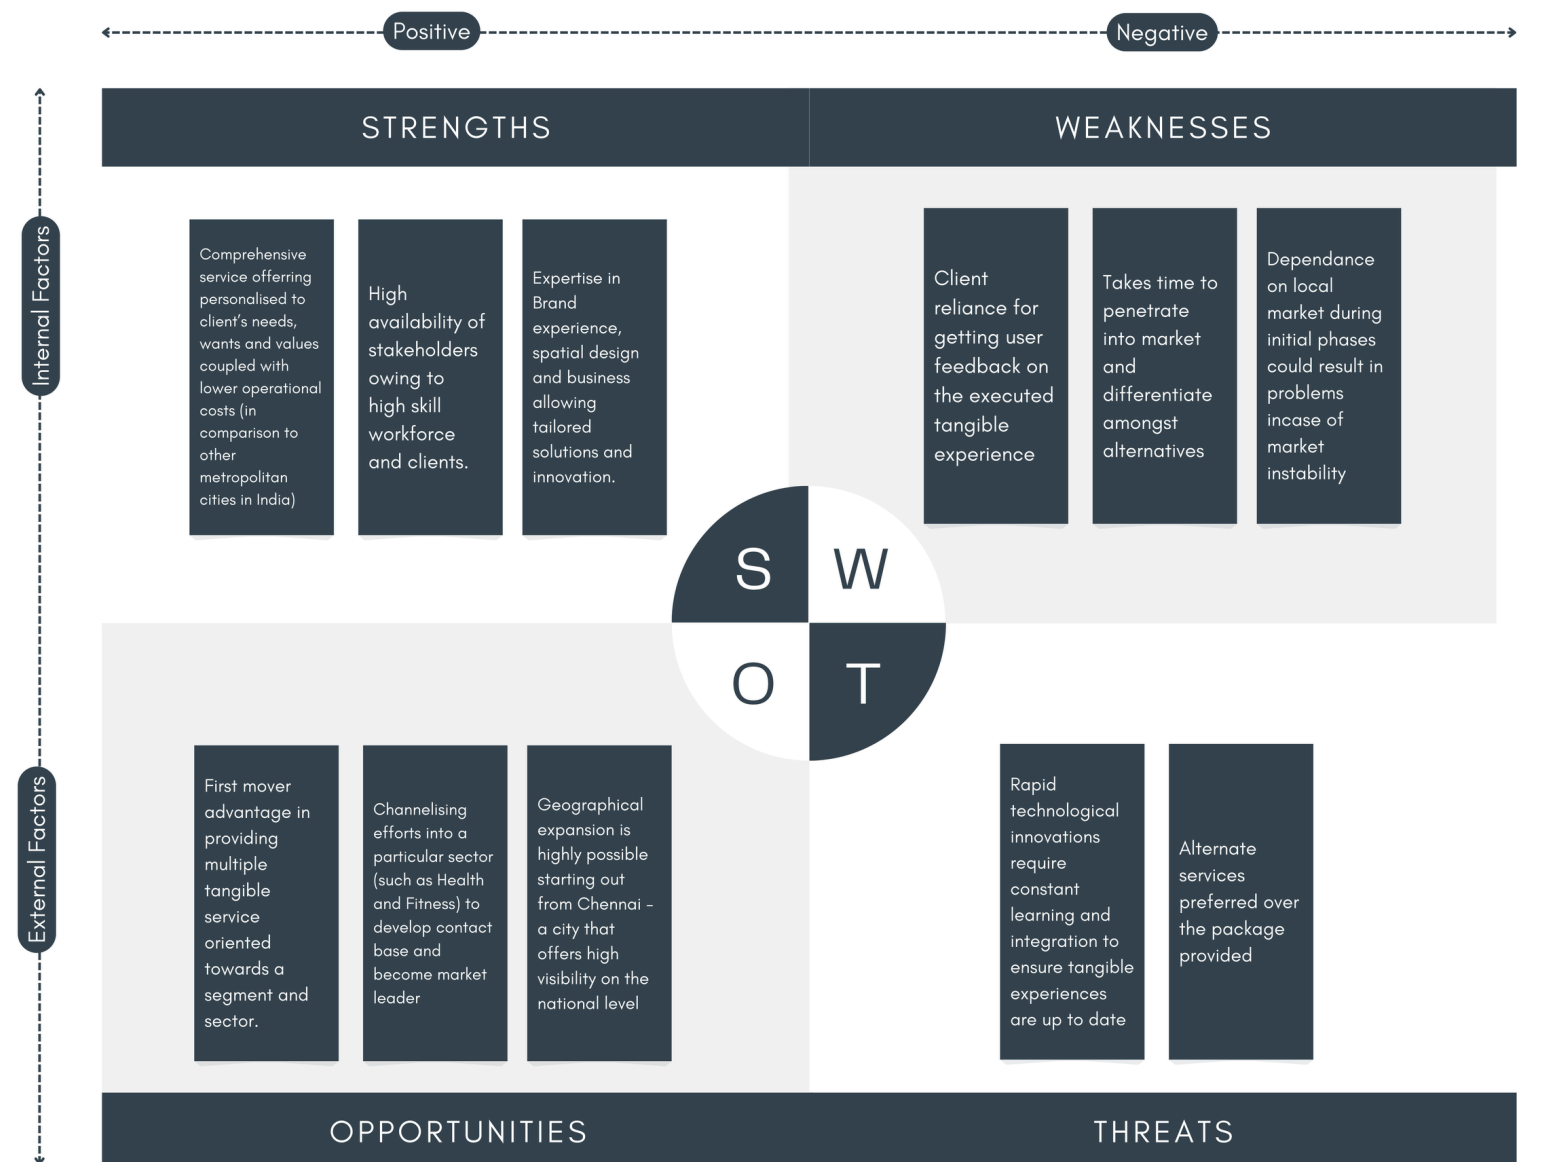 Positive
Negative
STRENGTHS
WEAKNESSES
Internal Factors
Comprehensive
service offerring
personalised to
client's needs,
wants and values
coupled with
lower operational
costs (in
comparison to
other
metropolitan
cities in India)
High
availability of
stakeholders
owing to
high skill
workforce
and clients.
Expertise in
Brand
experience,
spatial design
and business
allowing
tailored
solutions and
innovation.
Client
reliance for
getting user
feedback on
the executed
tangible
experience
Takes time to
penetrate
into market
and
differentiate
amongst
alternatives
Dependance
on local
market during
initial phases
could result in
problems
incase of
market
instability
S
W
O
T
External Factors
First mover
advantage in
providing
multiple
tangible
service
oriented
towards a
segment and
sector.
Channelising
efforts into a
particular sector
(such as Health
and Fitness) to
develop contact
base and
become market
leader
Geographical
expansion is
highly possible
starting out
from Chennai -
a city that
offers high
visibility on the
national level
Rapid
technological
innovations
require
constant
learning and
integration to
ensure tangible
experiences
are up to date
Alternate
services
preferred over
the package
provided
OPPORTUNITIES
THREATS